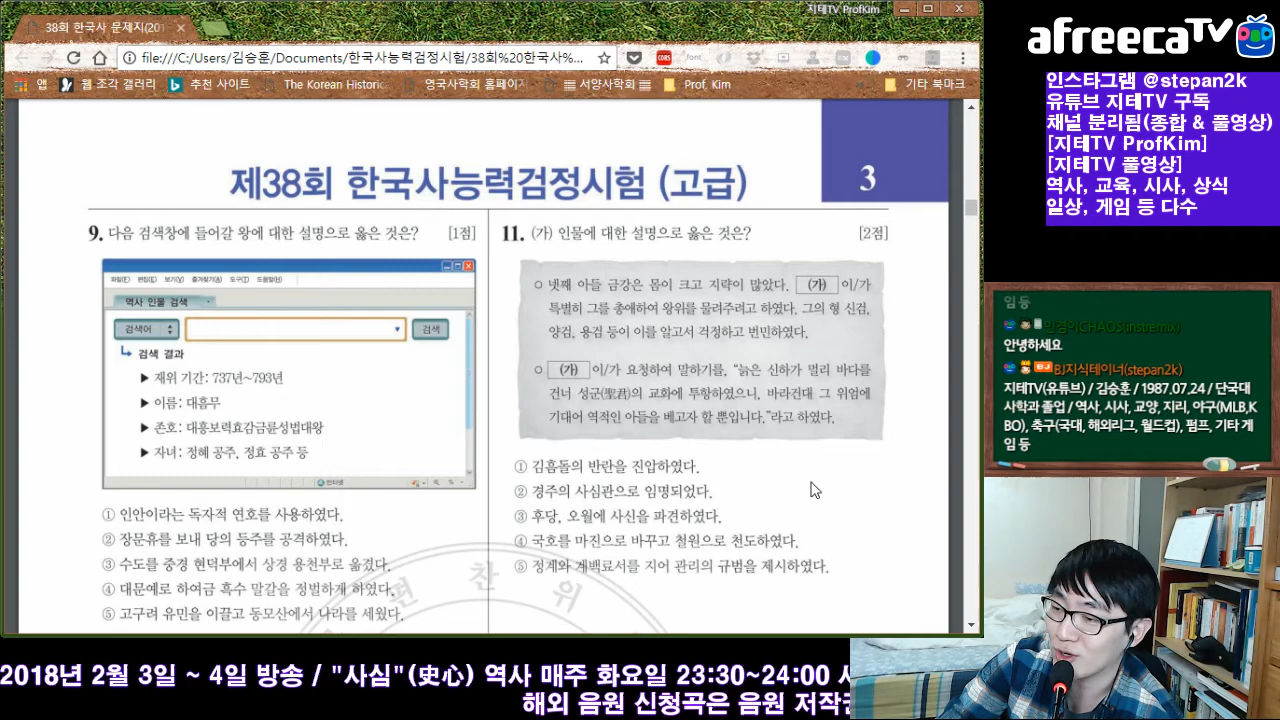 38회 한국사 문제지(201
지테TV ProfKim
file:///C:/Users/김승훈/Documents/한국사능력검정시험/38회%20한국사%...
앱
웹 조각 갤러리
추천 사이트
The Korean Historic
영국사학회 홈페이지
서양사학회
Prof. Kim
기타 북마크
제38회 한국사능력검정시험 (고급)
3
9. 다음 검색창에 들어갈 왕에 대한 설명으로 옳은 것은? [1점]
파일(F) 편집(E) 보기(V) 즐겨찾기(A) 도구(T) 도움말(H)
역사 인물 검색
검색어
검색
검색 결과
▶ 재위 기간: 737년~793년
▶ 이름: 대흠무
▶ 존호: 대흥보력효감금륜성법대왕
▶ 자녀: 정혜 공주, 정효 공주 등
인터넷
① 인안이라는 독자적 연호를 사용하였다.
② 장문휴를 보내 당의 등주를 공격하였다.
③ 수도를 중경 현덕부에서 상경 용천부로 옮겼다.
④ 대문예로 하여금 흑수 말갈을 정벌하게 하였다.
⑤ 고구려 유민을 이끌고 동모산에서 나라를 세웠다.
11. (가) 인물에 대한 설명으로 옳은 것은? [2점]
○ 넷째 아들 금강은 몸이 크고 지략이 많았다. (가) 이/가
특별히 그를 총애하여 왕위를 물려주려고 하였다. 그의 형 신검,
양검, 용검 등이 이를 알고서 걱정하고 번민하였다.
○ (가) 이/가 요청하여 말하기를, “늙은 신하가 멀리 바다를
건너 성군(聖君)의 교화에 투항하였으니, 바라건대 그 위엄에
기대어 역적인 아들을 베고자 할 뿐입니다.”라고 하였다.
① 김흠돌의 반란을 진압하였다.
② 경주의 사심관으로 임명되었다.
③ 후당, 오월에 사신을 파견하였다.
④ 국호를 마진으로 바꾸고 철원으로 천도하였다.
⑤ 정계와 계백료서를 지어 관리의 규범을 제시하였다.
편 찬 위
afreecaTV
인스타그램 @stepan2k
유튜브 지테TV 구독
채널 분리됨(종합 & 풀영상)
[지테TV ProfKim]
[지테TV 풀영상]
역사, 교육, 시사, 상식
일상, 게임 등 다수
임 등
안녕하세요
BJ지식테이너(stepan2k)
지테TV(유튜브) / 김승훈 / 1987.07.24 / 단국대
사학과 졸업 / 역사, 시사, 교양, 지리, 야구(MLB,K
BO), 축구(국대, 해외리그, 월드컵), 펌프, 기타 게
임 등
2018년 2월 3일 ~ 4일 방송 / "사심"(史心) 역사 매주 화요일 23:30~24:00
해외 음원 신청곡은 음원 저작권